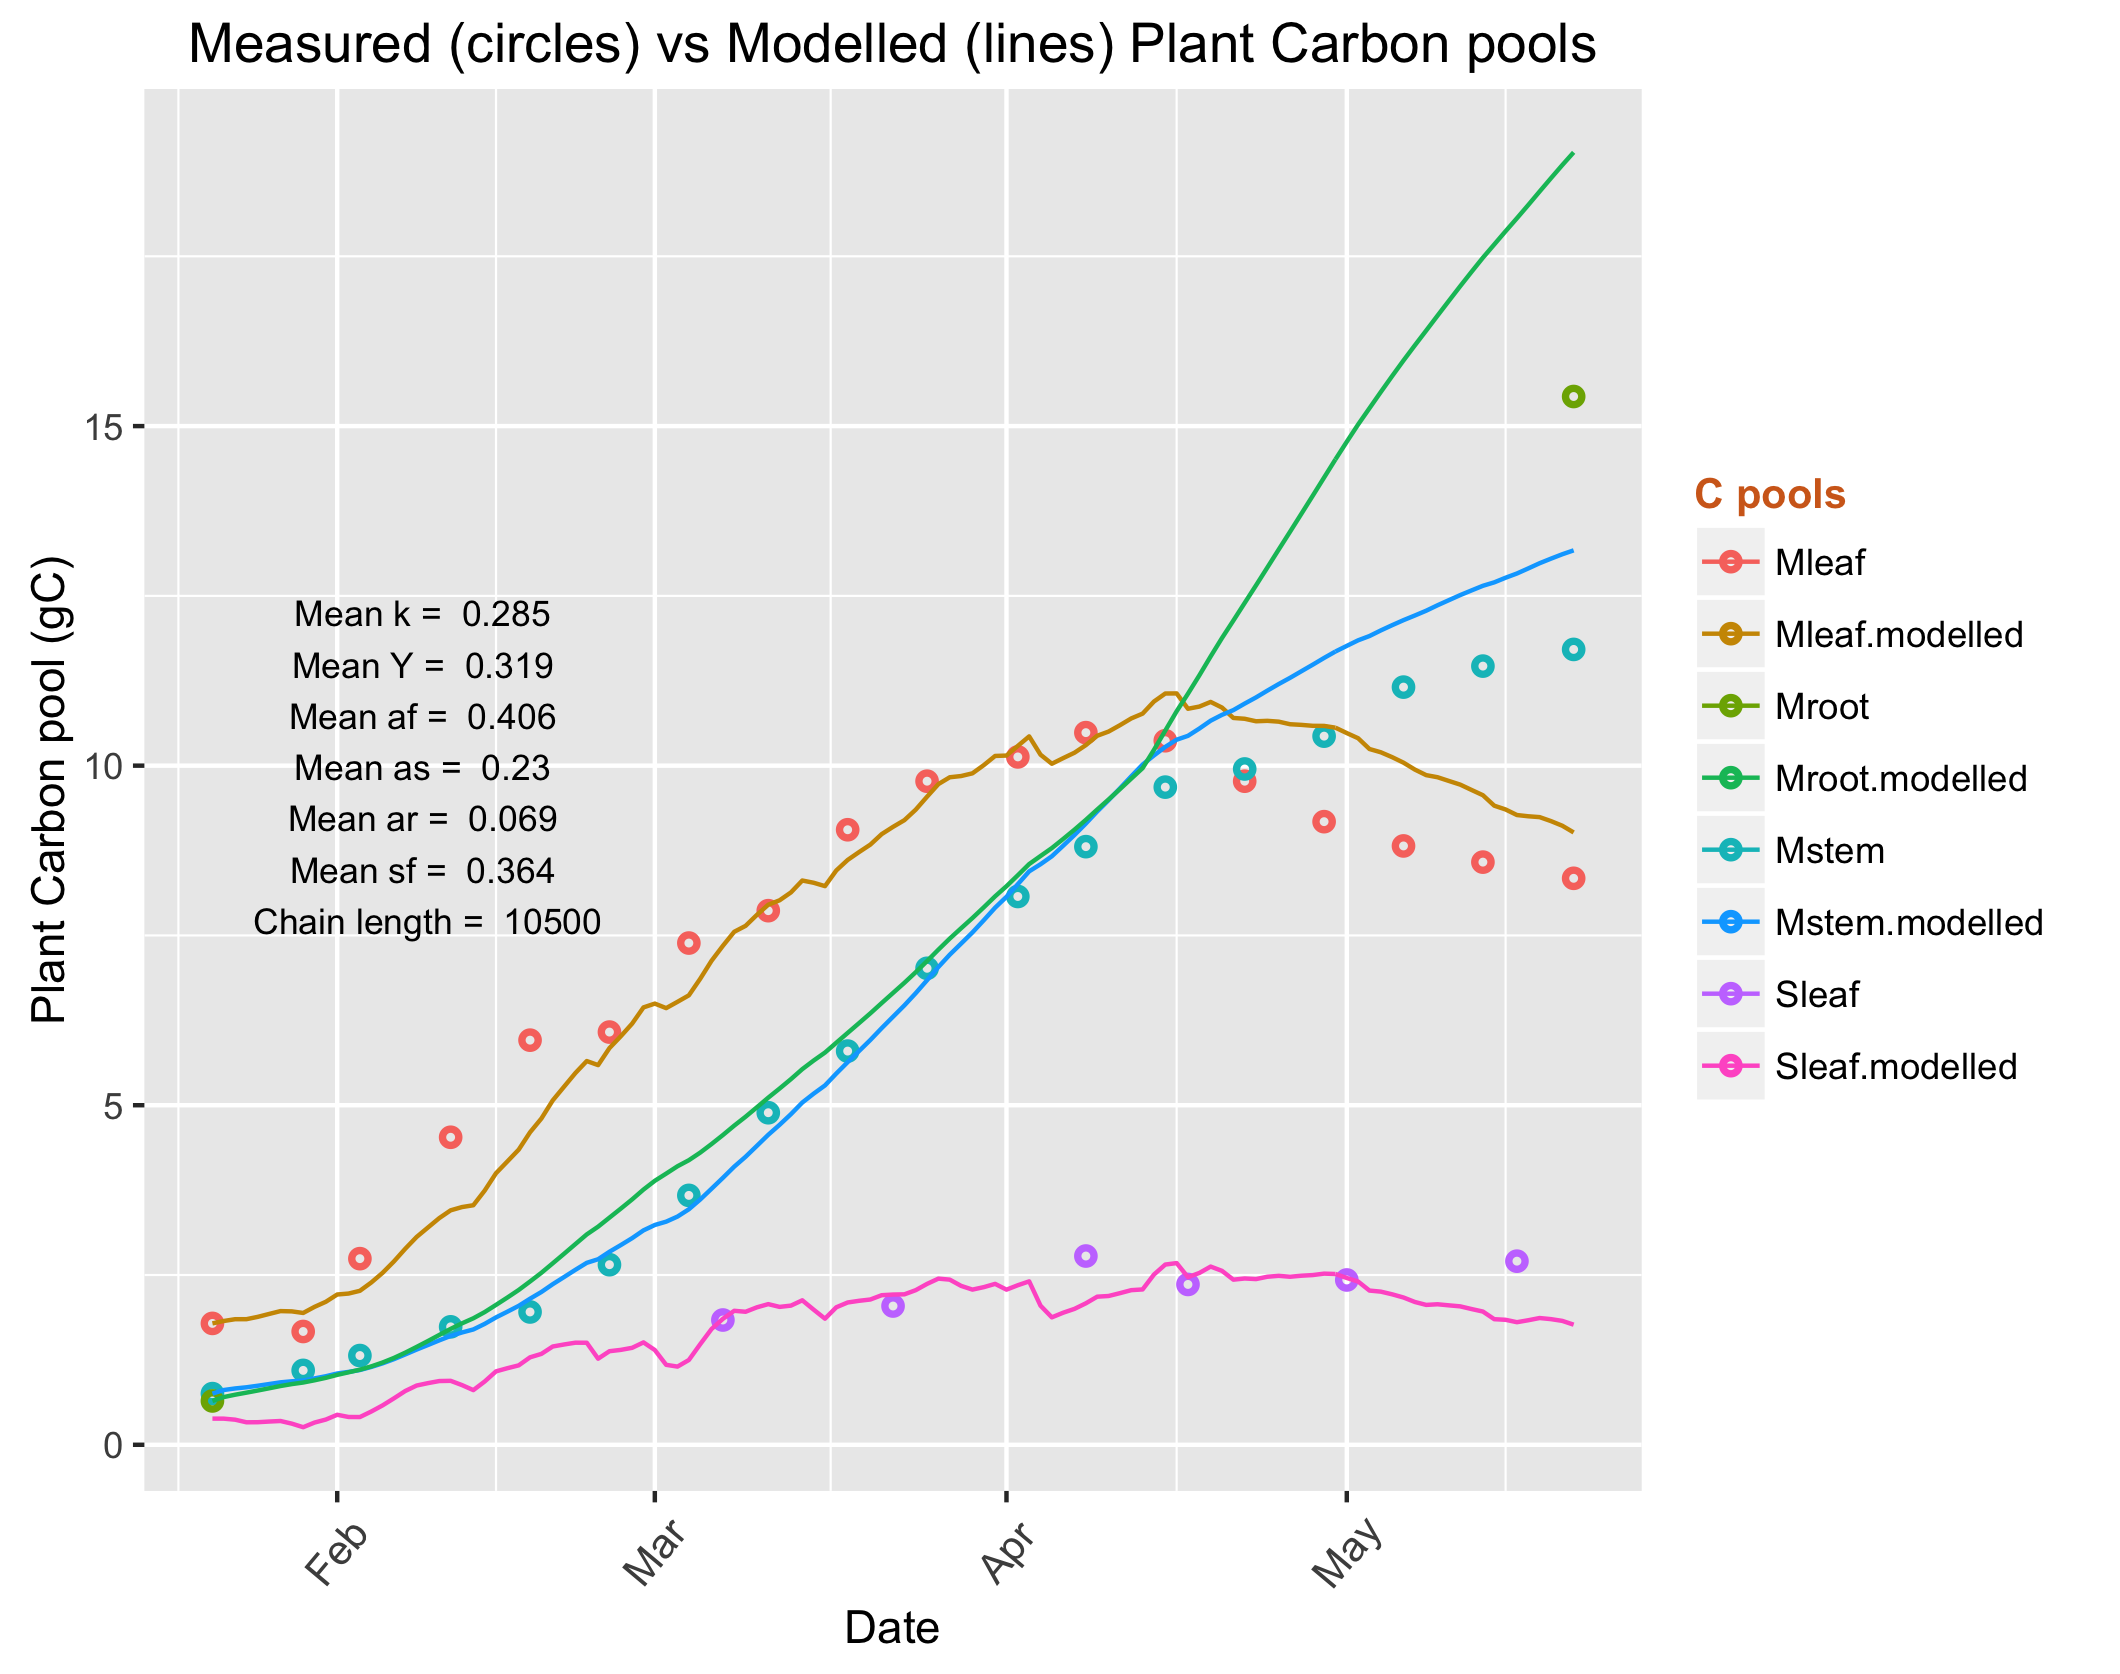 Measured (circles) vs Modelled (lines) Plant Carbon pools
Plant Carbon pool (gC)
15
10
5
0
Mean k = 0.285
Mean Y = 0.319
Mean af = 0.406
Mean as = 0.23
Mean ar = 0.069
Mean sf = 0.364
Chain length = 10500
Feb
Mar
Apr
May
Date
C pools
Mleaf
Mleaf.modelled
Mroot
Mroot.modelled
Mstem
Mstem.modelled
Sleaf
Sleaf.modelled